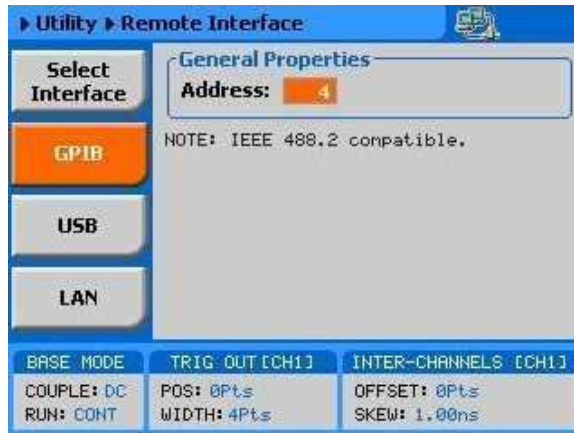 Utility Remote Interface
Select
Interface
General Properties
Address: 4
GPIB
NOTE: IEEE 488.2 compatible.
USB
LAN
BASE MODE
COUPLE: DC
RUN: CONT
TRIG OUT [CH1]
POS: 0Pts
WIDTH: 4Pts
INTER-CHANNELS [CH1]
OFFSET: 0Pts
SKEW: 1.00ns